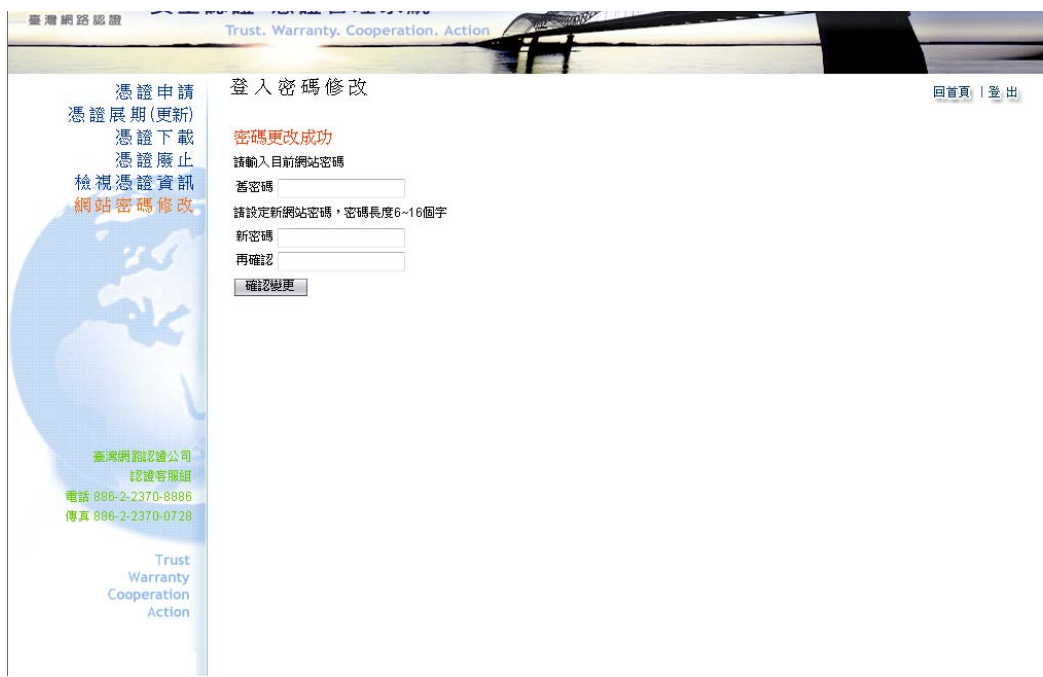 臺灣網路認證
Trust. Warranty. Cooperation. Action
登入密碼修改
回首頁 | 登 出
憑證申請
憑證展期(更新)
憑證下載
憑證廢止
檢視憑證資訊
網站密碼修改
密碼更改成功
請輸入目前網站密碼
舊密碼
請設定新網站密碼,密碼長度6~16個字
新密碼
再確認
確認變更
臺灣網路認證公司
認證客服組
電話 886-2-2370-8886
傳真 886-2-2370-0728
Trust
Warranty
Cooperation
Action